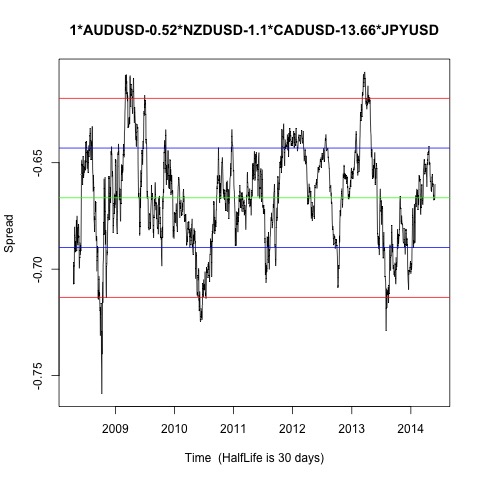 1*AUDUSD-0.52*NZDUSD-1.1*CADUSD-13.66*JPYUSD
Spread
-0.65
-0.70
-0.75
2009 2010 2011 2012 2013 2014
Time (HalfLife is 30 days)